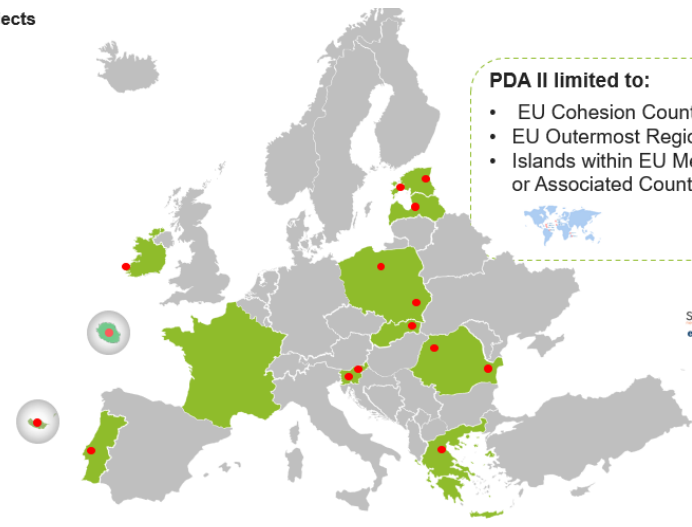 ects
PDA II limited to:
• EU Cohesion Count
• EU Outermost Regio
• Islands within EU Me
or Associated Count
S
e